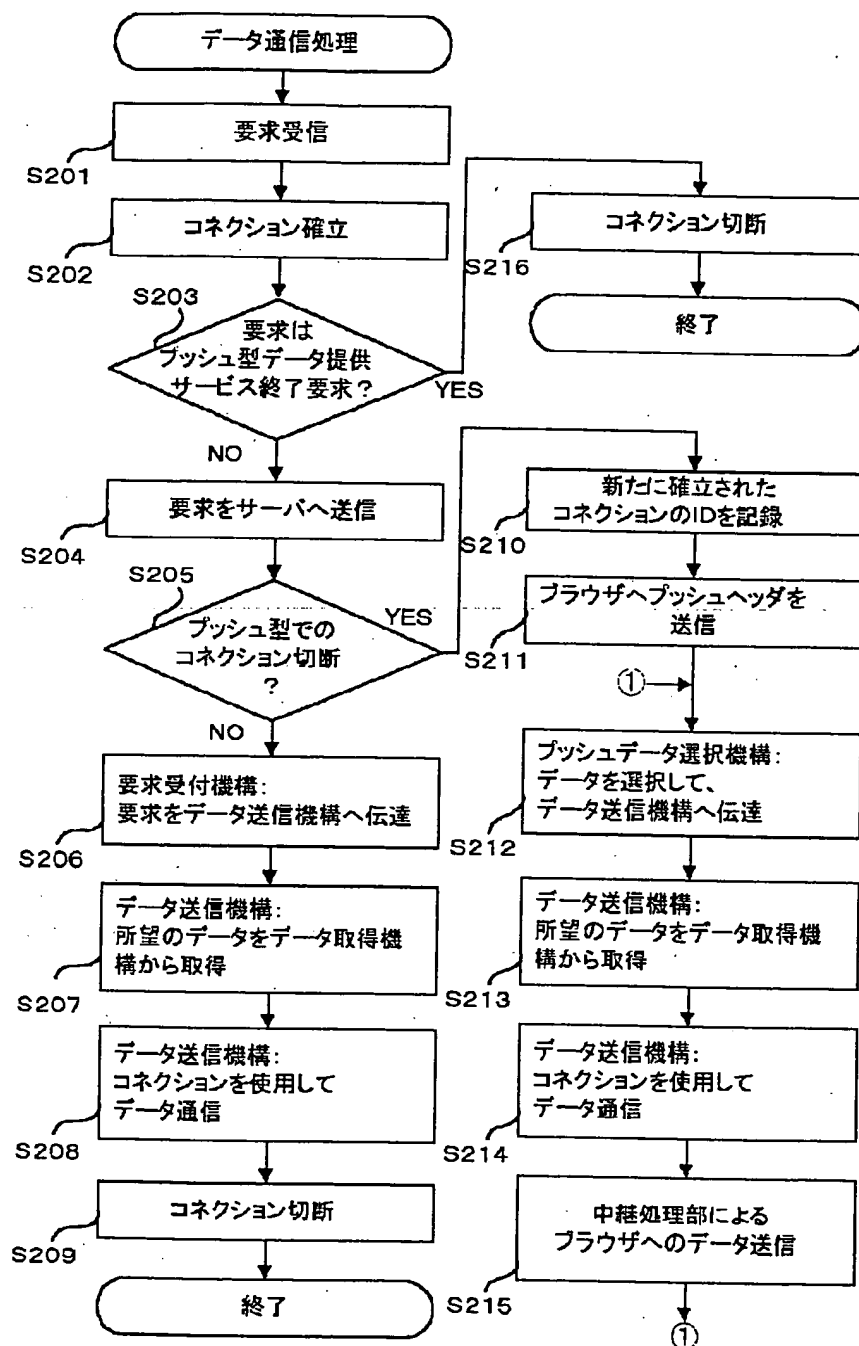 データ通信処理
要求受信
S201
コネクション確立
S202
S203
要求は
プッシュ型データ提供
サービス終了要求？
YES
NO
コネクション切断
S216
終了
要求をサーバへ送信
S204
S205
プッシュ型での
コネクション切断
？
YES
NO
要求受付機構：
要求をデータ送信機構へ伝達
S206
データ送信機構：
所望のデータをデータ取得機
構から取得
S207
データ送信機構：
コネクションを使用して
データ通信
S208
コネクション切断
S209
終了
新たに確立された
コネクションのIDを記録
S210
ブラウザへプッシュヘッダを
送信
S211
①
プッシュデータ選択機構：
データを選択して、
データ送信機構へ伝達
S212
データ送信機構：
所望のデータをデータ取得機
構から取得
S213
データ送信機構：
コネクションを使用して
データ通信
S214
中継処理部による
ブラウザへのデータ送信
S215
①